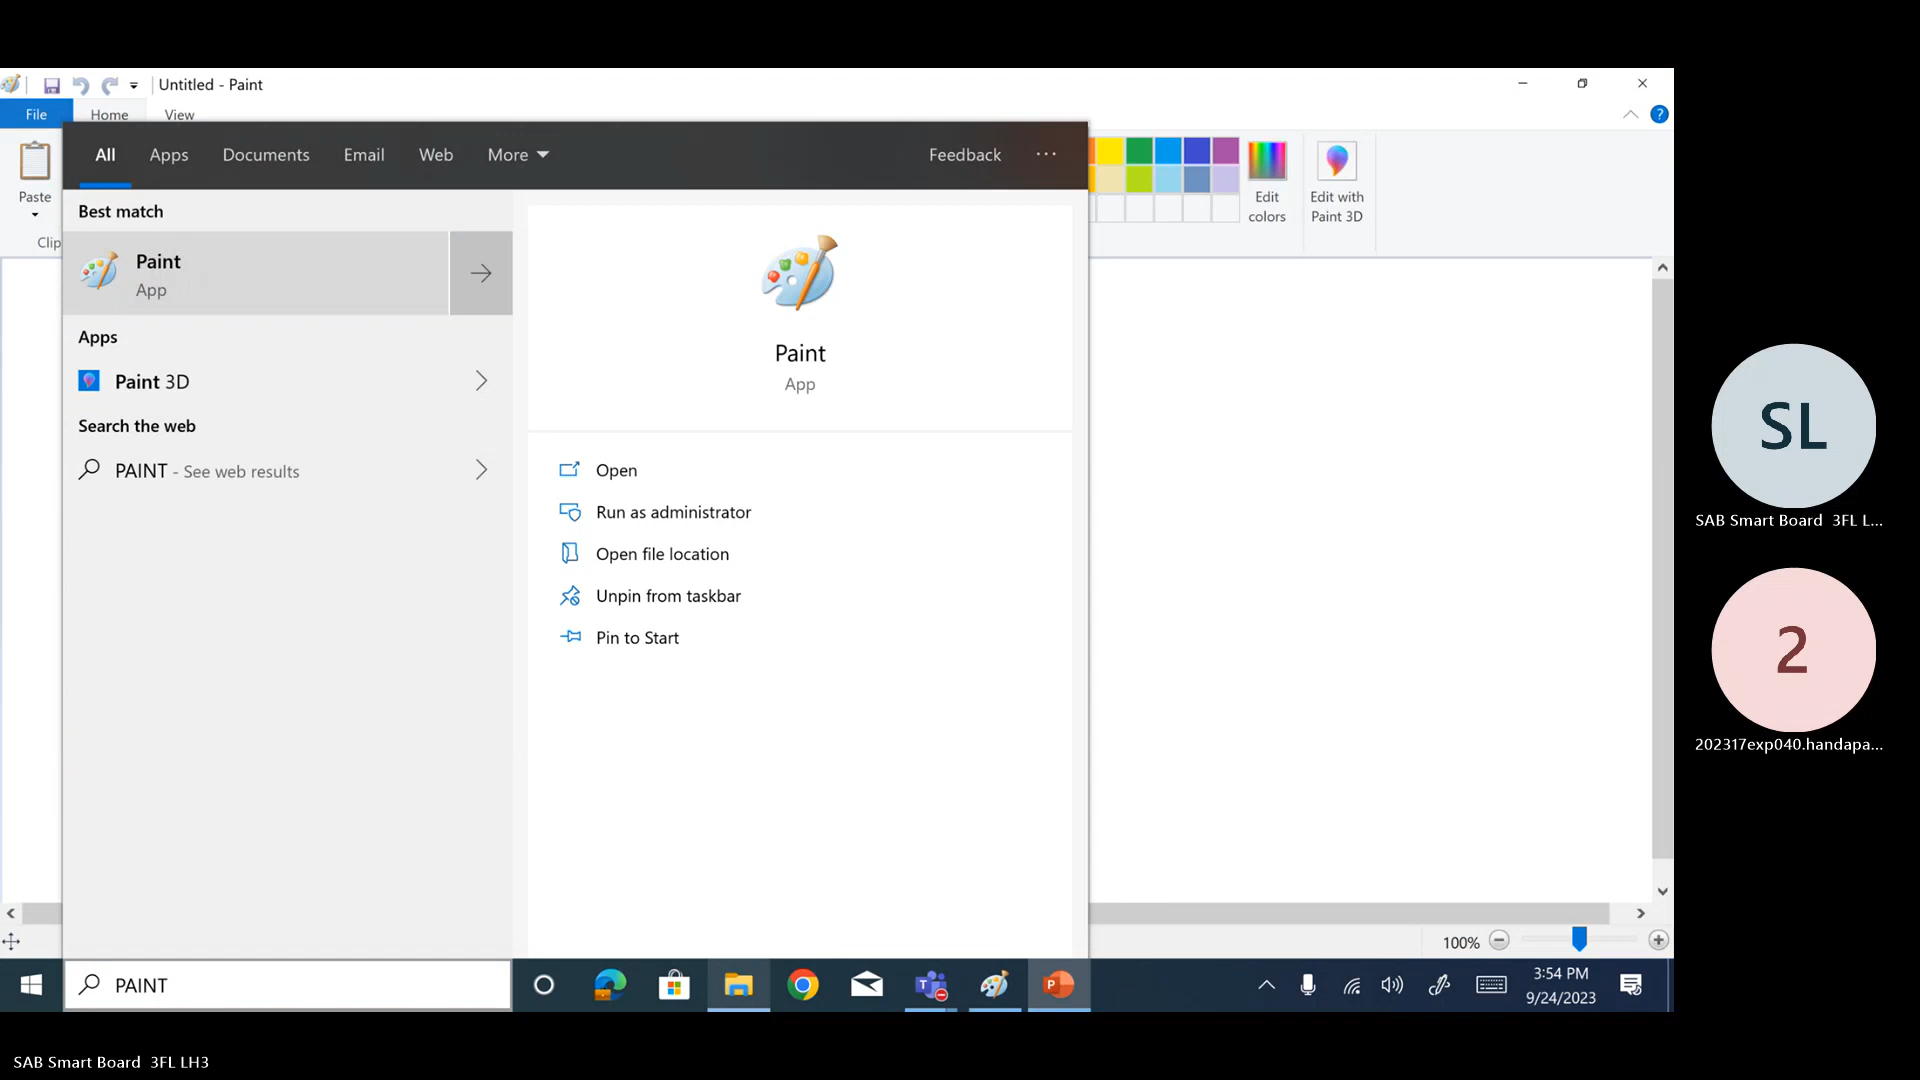 Untitled - Paint
File
Home
View
All
Apps
Documents
Email
Web
More
Feedback
Paste
Clip
Edit
colors
Edit with
Paint 3D
Best match
Paint
App
Apps
Paint 3D
Search the web
PAINT - See web results
Paint
App
Open
Run as administrator
Open file location
Unpin from taskbar
Pin to Start
100%
PAINT
3:54 PM
9/24/2023
SL
SAB Smart Board 3FL L...
2
202317exp040.handapa...
SAB Smart Board 3FL LH3